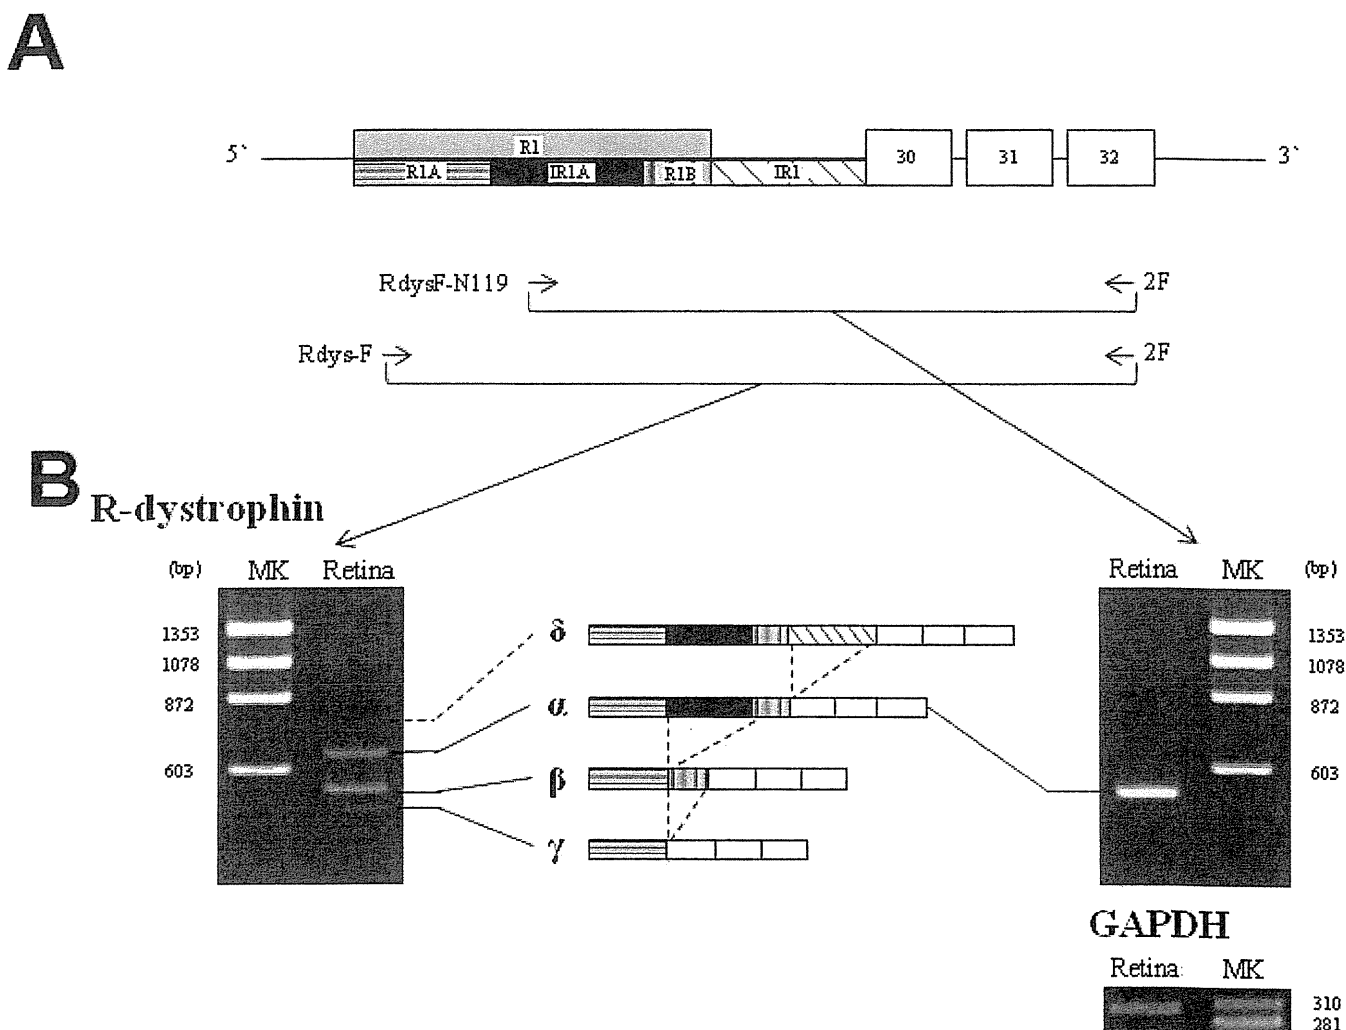 A
5` R1 30 31 32 3`
R1A IR1A R1B IR1
RdysF-N119 2F
Rdys-F 2F
B
R-dystrophin
(bp) MK Retina Retina MK (bp)
1353 δ 1353
1078 1078
872 α 872
603 β 603
γ
GAPDH
Retina MK
310
281